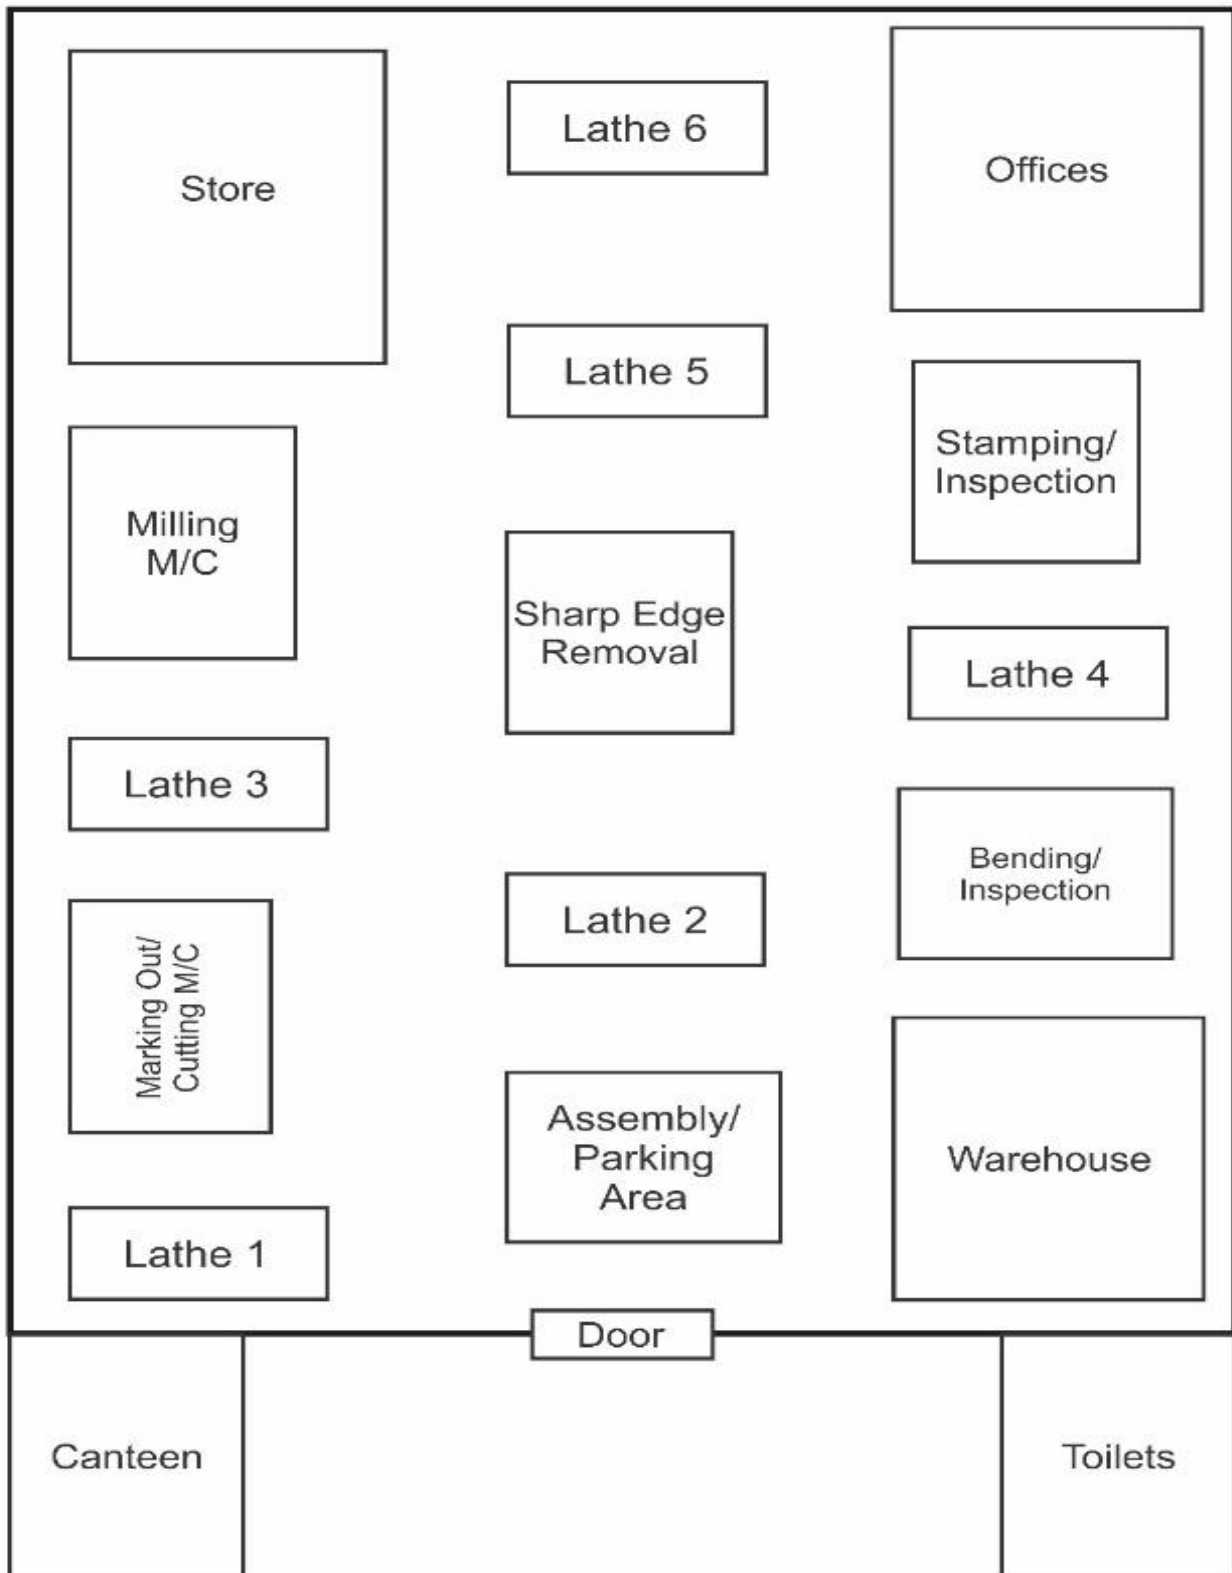 Store
Lathe 6
Offices
Lathe 5
Stamping/
Inspection
Milling
M/C
Sharp Edge
Removal
Lathe 4
Lathe 3
Bending/
Inspection
Lathe 2
Marking Out/
Cutting M/C
Assembly/
Parking
Area
Warehouse
Lathe 1
Door
Canteen
Toilets